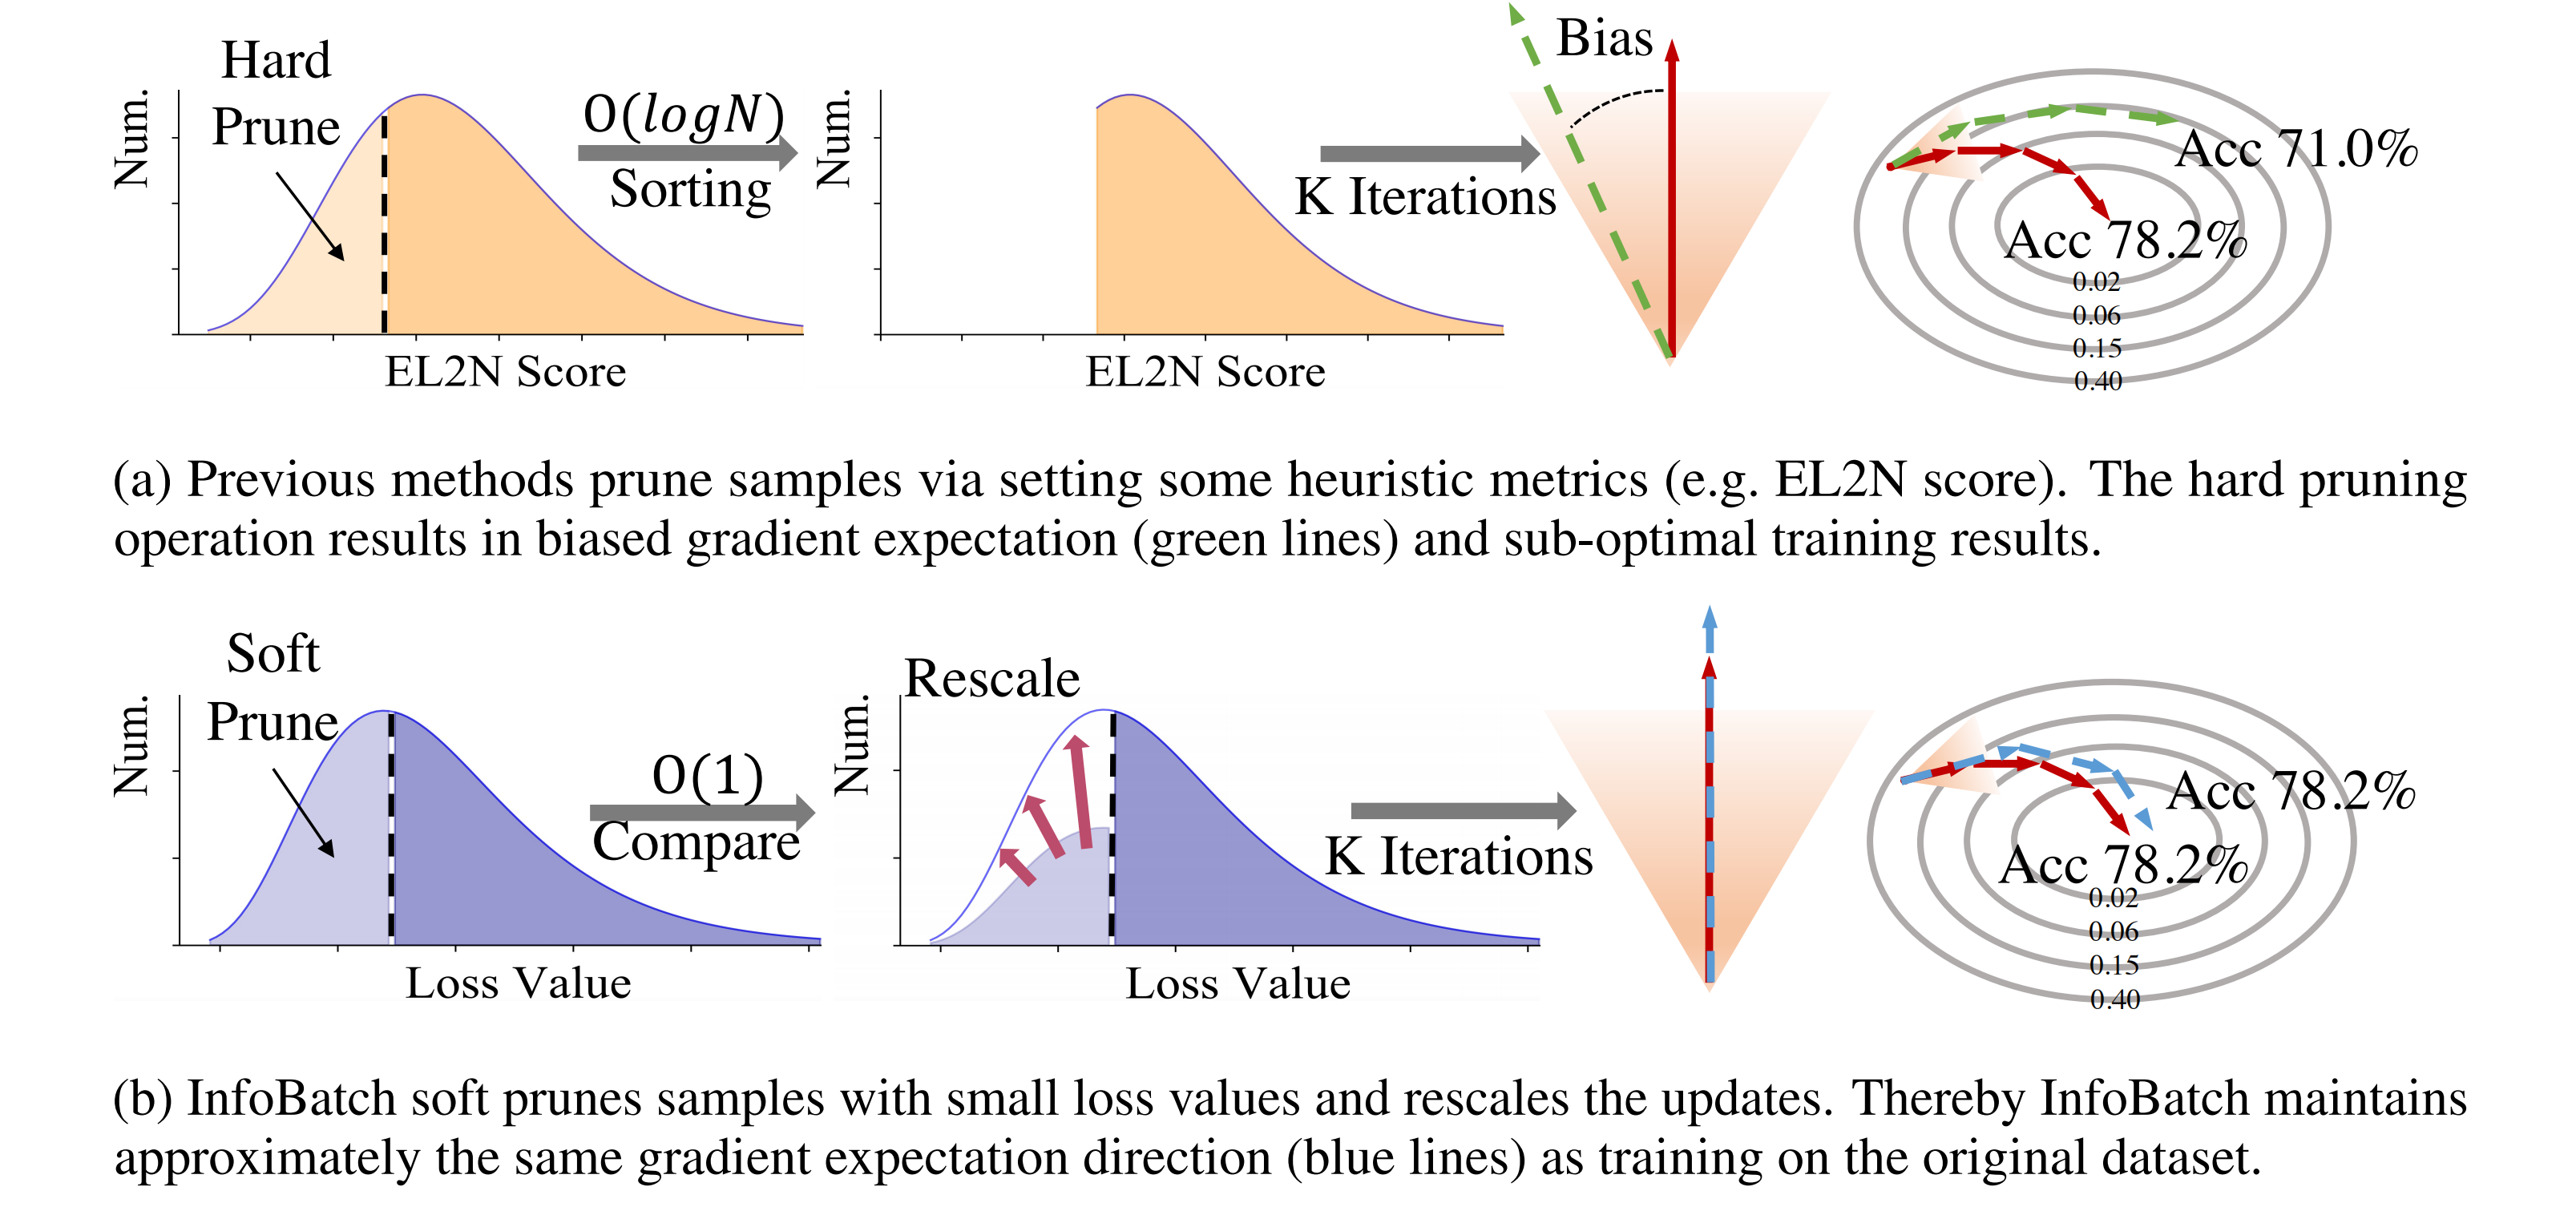 Hard
Prune
Num.
EL2N Score
O(logN)
Sorting
Num.
EL2N Score
K Iterations
Bias
Acc 71.0%
Acc 78.2%
0.02
0.06
0.15
0.40
(a) Previous methods prune samples via setting some heuristic metrics (e.g. EL2N score). The hard pruning
operation results in biased gradient expectation (green lines) and sub-optimal training results.
Soft
Prune
Num.
Loss Value
O(1)
Compare
Rescale
Num.
Loss Value
K Iterations
Acc 78.2%
Acc 78.2%
0.02
0.06
0.15
0.40
(b) InfoBatch soft prunes samples with small loss values and rescales the updates. Thereby InfoBatch maintains
approximately the same gradient expectation direction (blue lines) as training on the original dataset.